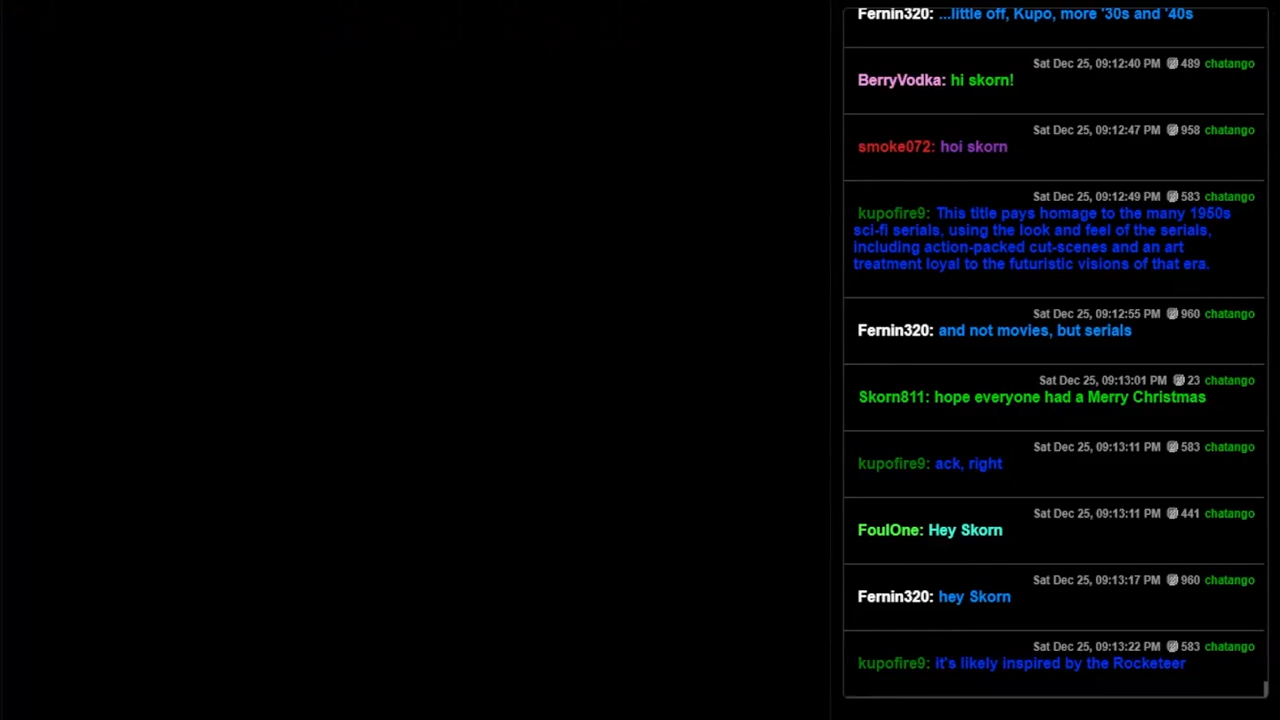 Fernin320: ...little off, Kupo, more '30s and '40s
Sat Dec 25, 09:12:40 PM 489 chatango
BerryVodka: hi skorn!
Sat Dec 25, 09:12:47 PM 958 chatango
smoke072: hoi skorn
Sat Dec 25, 09:12:49 PM 583 chatango
kupofire9: This title pays homage to the many 1950s
sci-fi serials, using the look and feel of the serials,
including action-packed cut-scenes and an art
treatment loyal to the futuristic visions of that era.
Sat Dec 25, 09:12:55 PM 960 chatango
Fernin320: and not movies, but serials
Sat Dec 25, 09:13:01 PM 23 chatango
Skorn811: hope everyone had a Merry Christmas
Sat Dec 25, 09:13:11 PM 583 chatango
kupofire9: ack, right
Sat Dec 25, 09:13:11 PM 441 chatango
FoulOne: Hey Skorn
Sat Dec 25, 09:13:17 PM 960 chatango
Fernin320: hey Skorn
Sat Dec 25, 09:13:22 PM 583 chatango
kupofire9: it's likely inspired by the Rocketeer